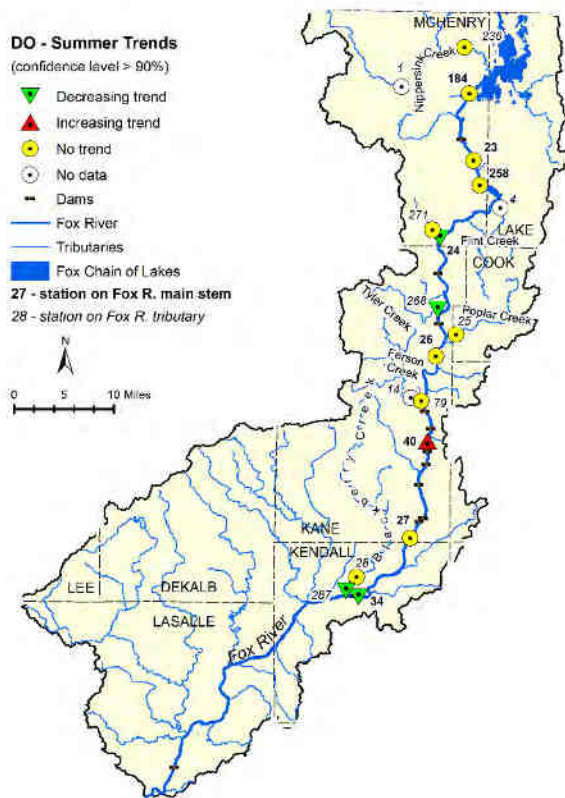 DO - Summer Trends
(confidence level > 90%)
Decreasing trend
Increasing trend
No trend
No data
Dams
Fox River
Tributaries
Fox Chain of Lakes
27 - station on Fox R. main stem
28 - station on Fox R. tributary
N
0 5 10 Miles
MCHENRY
236
Nippersink Creek
1
184
23
258
4
271
LAKE
24
Flint Creek
COOK
268
Tyler Creek
Poplar Creek
25
26
Ferson Creek
14
79
40
Blackberry Creek
27
KANE
KENDALL
28
LEE
DEKALB
287
34
LASALLE
Fox River